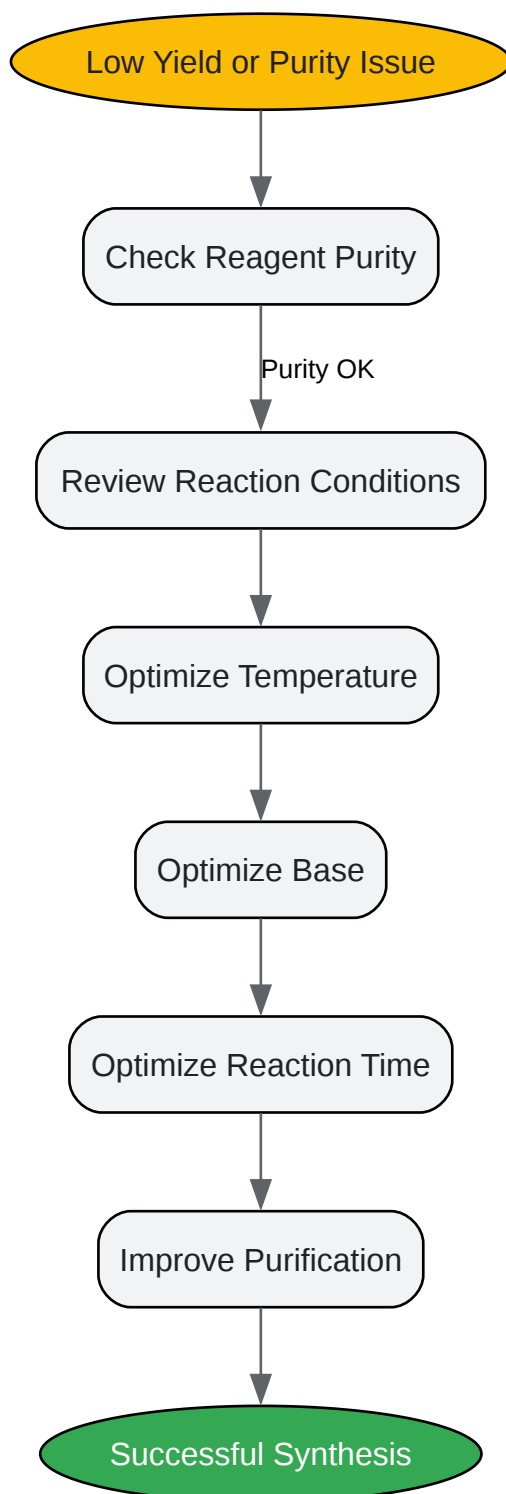 Low Yield or Purity Issue
Check Reagent Purity
Purity OK
Review Reaction Conditions
Optimize Temperature
Optimize Base
Optimize Reaction Time
Improve Purification
Successful Synthesis